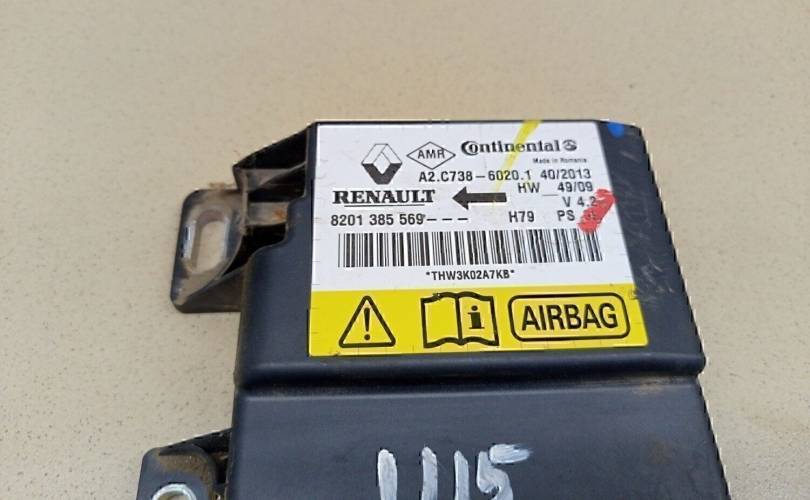 AMR Continental
Made in Romania
A2.C738-6020.1 40/2013
RENAULT HW 49/09
V 4.2
8201 385 569--- H79 PS
*THW3K02A7KB*
i AIRBAG
1115